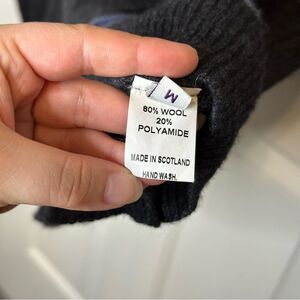 M
80% WOOL
20%
POLYAMIDE
MADE IN SCOTLAND
HAND WASH.